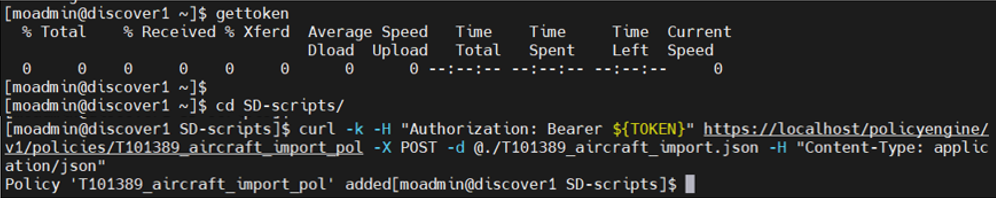 [moadmin@discover1 ~]$ gettoken
  % Total    % Received % Xferd  Average Speed   Time    Time     Time  Current
                                 Dload  Upload   Total   Spent    Left  Speed
  0     0    0     0    0     0      0      0 --:--:-- --:--:-- --:--:--     0
[moadmin@discover1 ~]$
[moadmin@discover1 ~]$ cd SD-scripts/
[moadmin@discover1 SD-scripts]$ curl -k -H "Authorization: Bearer ${TOKEN}" https://localhost/policyengine/
v1/policies/T101389_aircraft_import_pol -X POST -d @./T101389_aircraft_import.json -H "Content-Type: applic
ation/json"
Policy 'T101389_aircraft_import_pol' added[moadmin@discover1 SD-scripts]$